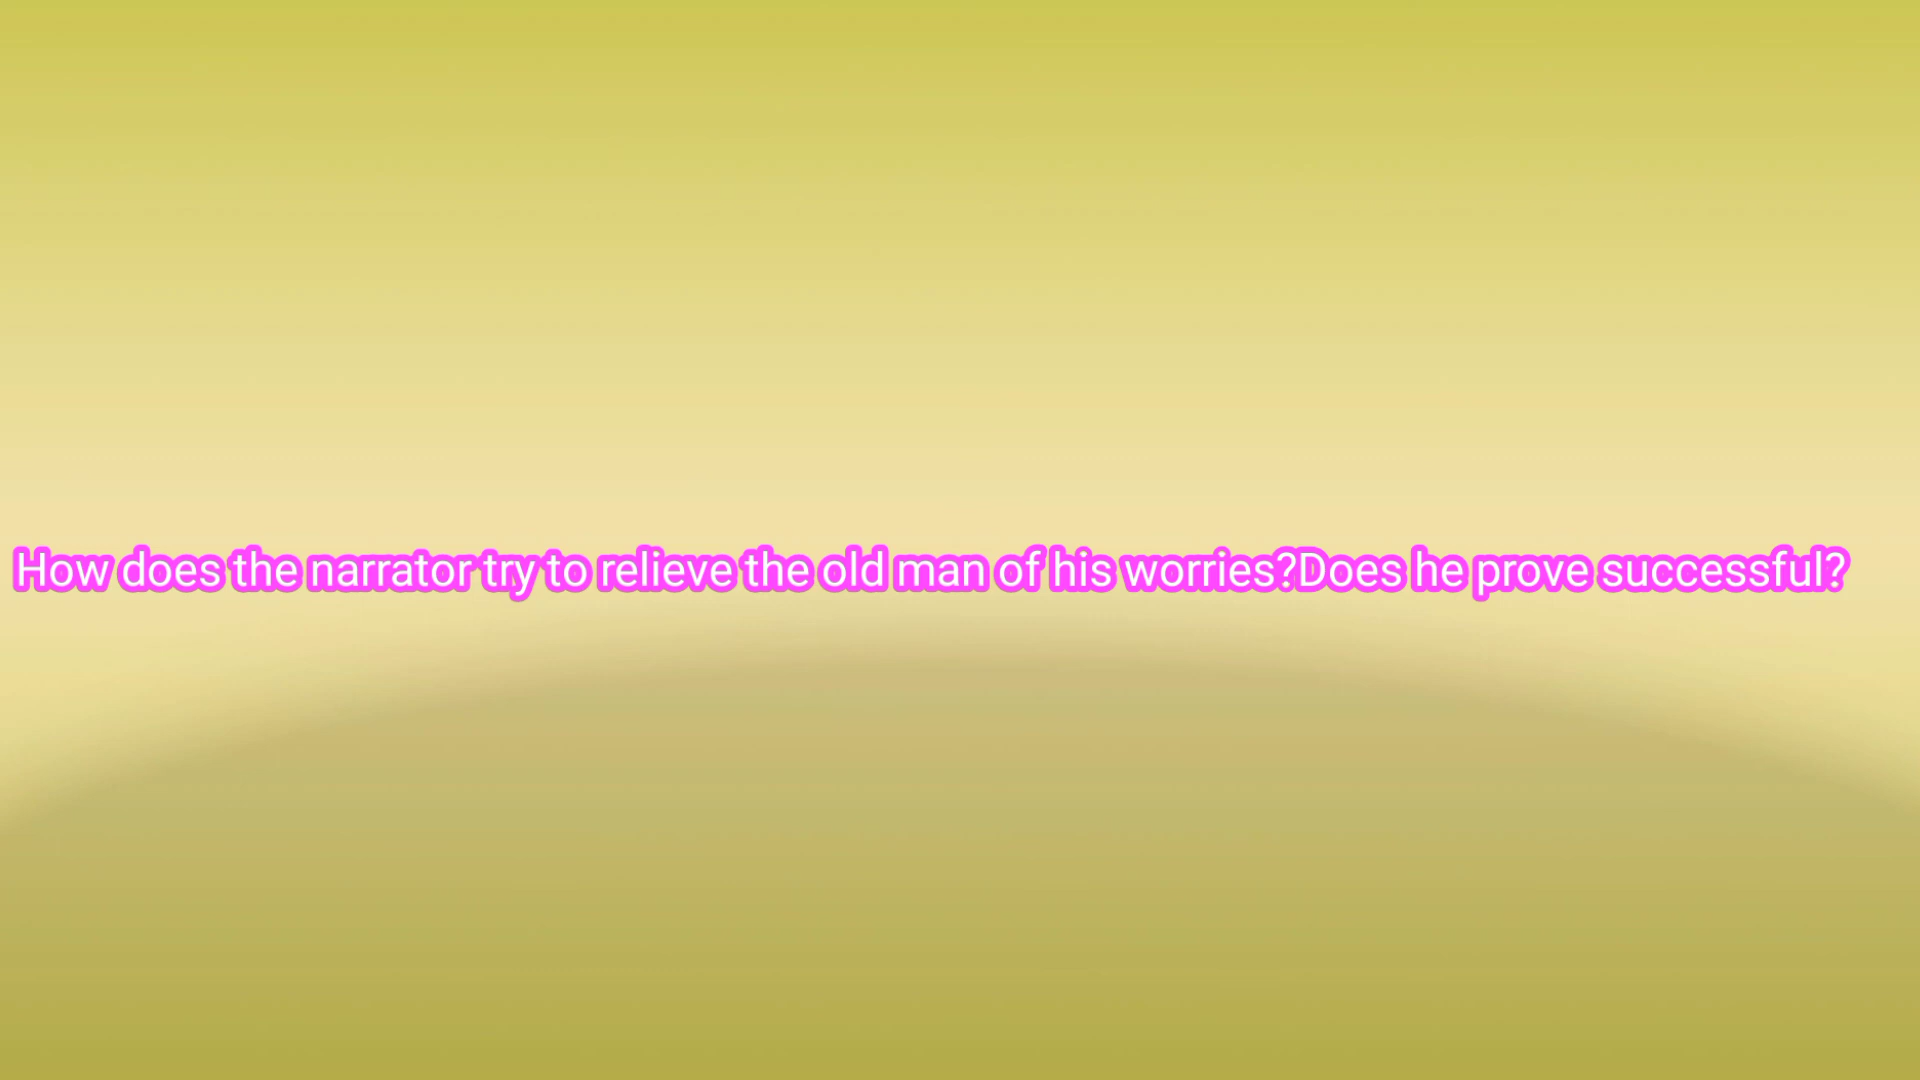 How does the narrator try to relieve the old man of his worries?Does he prove successful?